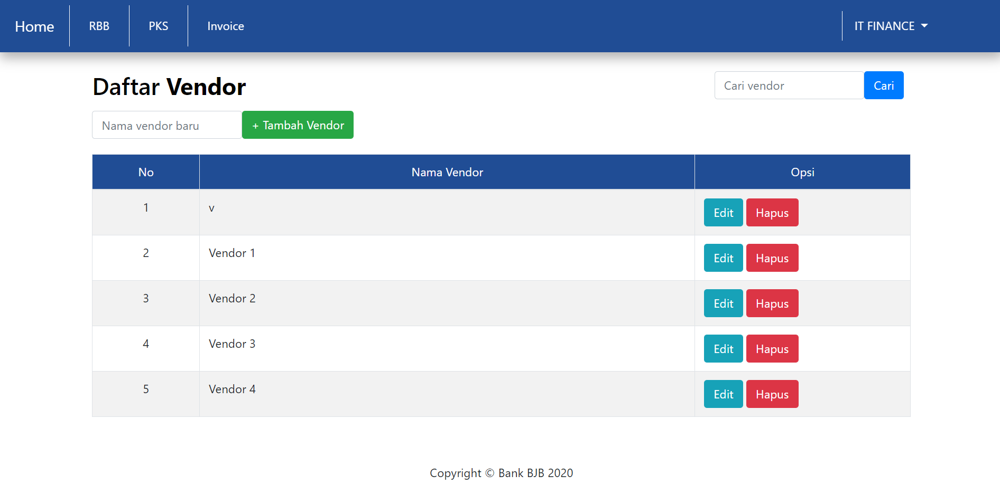 Home RBB PKS Invoice IT FINANCE
Daftar Vendor Cari vendor Cari
Nama vendor baru + Tambah Vendor
No Nama Vendor Opsi
1 v Edit Hapus
2 Vendor 1 Edit Hapus
3 Vendor 2 Edit Hapus
4 Vendor 3 Edit Hapus
5 Vendor 4 Edit Hapus
Copyright © Bank BJB 2020